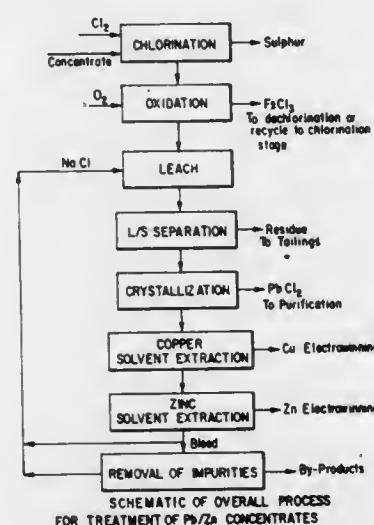 Cl2
CHLORINATION
Sulphur
Concentrate
O2
OXIDATION
FsCl3
To dechlorination or
recycle to chlorination
stage
NaCl
LEACH
L/S SEPARATION
Residue
To Tailings
CRYSTALLIZATION
PbCl2
To Purification
COPPER
SOLVENT EXTRACTION
Cu Electrowinning
ZINC
SOLVENT EXTRACTION
Zn Electrowinning
Bleed
REMOVAL OF IMPURITIES
By-Products
SCHEMATIC OF OVERALL PROCESS
FOR TREATMENT OF Pb/Zn CONCENTRATES